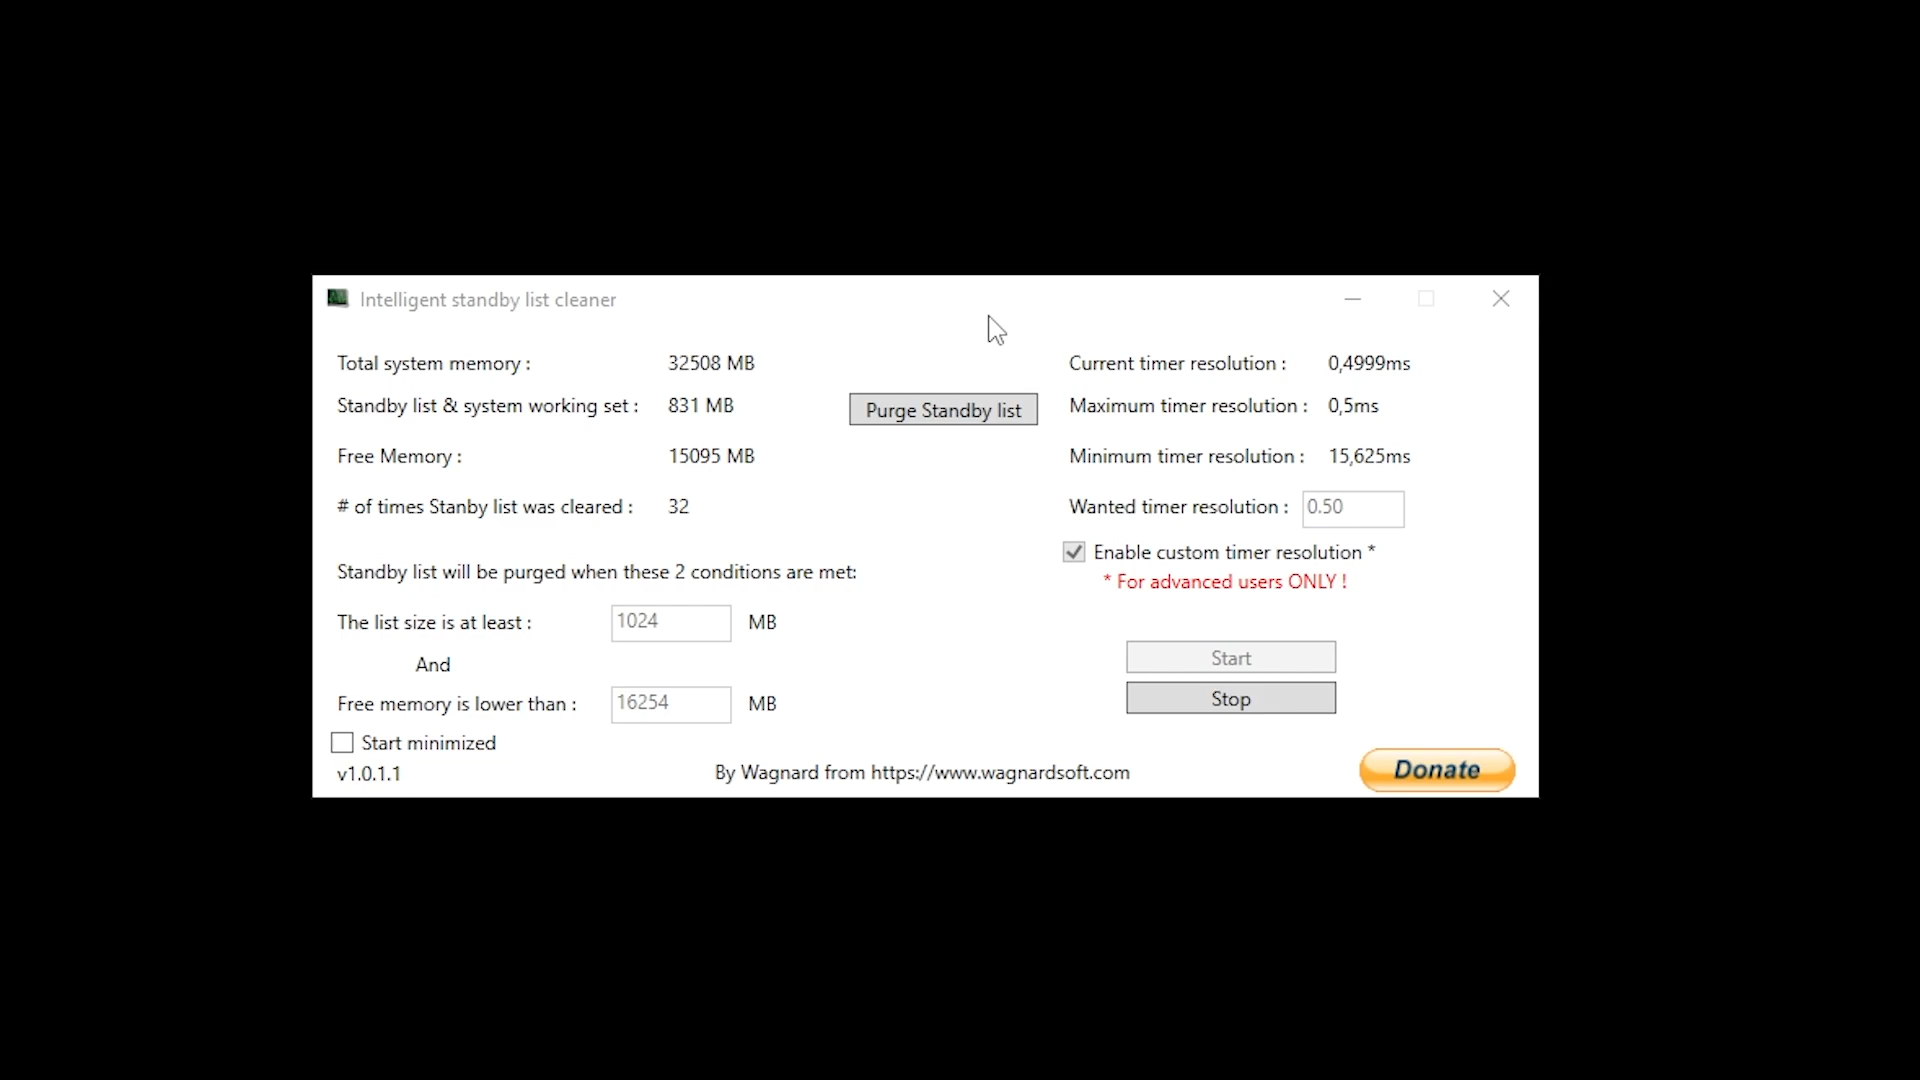 Intelligent standby list cleaner
Total system memory : 32508 MB
Standby list & system working set : 831 MB
Purge Standby list
Free Memory : 15095 MB
# of times Stanby list was cleared : 32
Current timer resolution : 0,4999ms
Maximum timer resolution : 0,5ms
Minimum timer resolution : 15,625ms
Wanted timer resolution : 0.50
Enable custom timer resolution *
* For advanced users ONLY !
Standby list will be purged when these 2 conditions are met:
The list size is at least : 1024 MB
And
Free memory is lower than : 16254 MB
Start
Stop
Start minimized
v1.0.1.1
By Wagnard from https://www.wagnardsoft.com
Donate